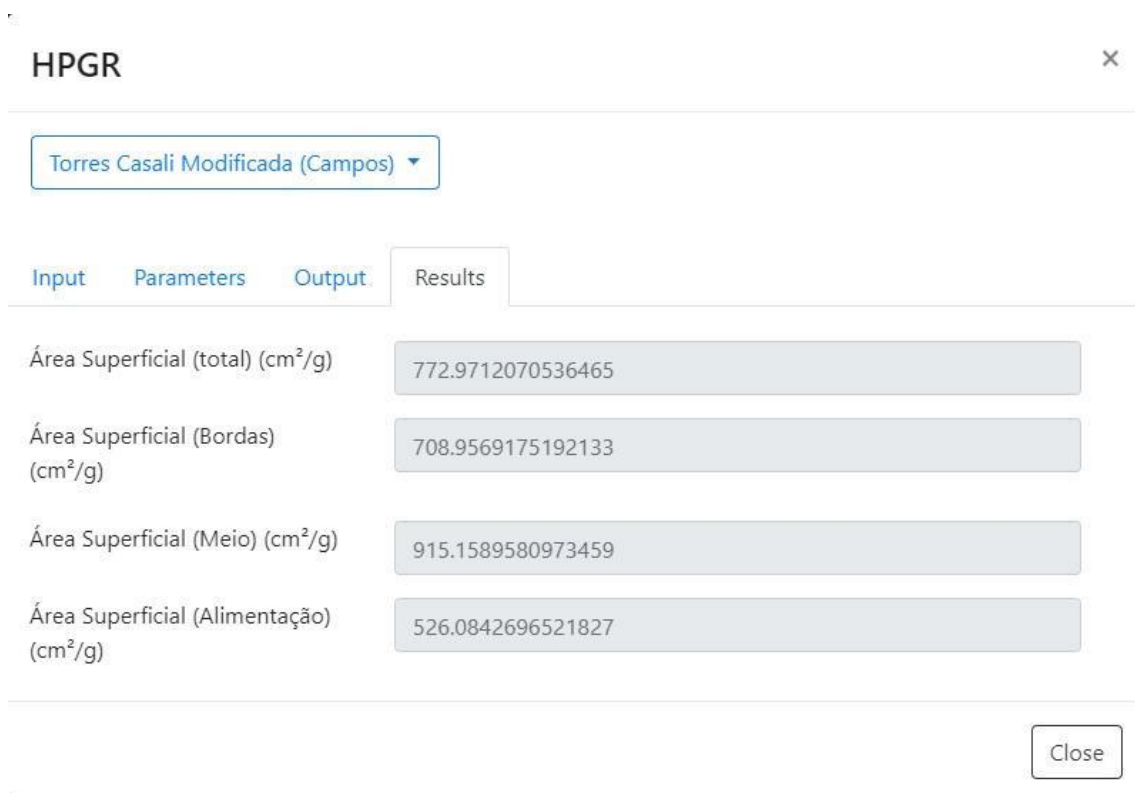 HPGR ×
Torres Casali Modificada (Campos)
Input Parameters Output Results
Área Superficial (total) (cm²/g) 772.9712070536465
Área Superficial (Bordas)
(cm²/g)
708.9569175192133
Área Superficial (Meio) (cm²/g) 915.1589580973459
Área Superficial (Alimentação)
(cm²/g)
526.0842696521827
Close